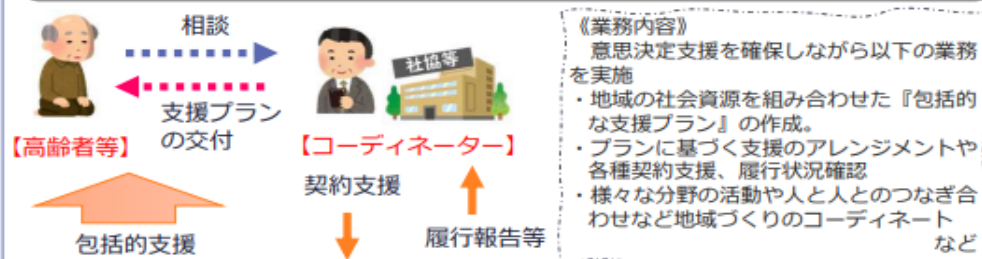 相談
支援プラン
の交付
【高齢者等】
社協等
【コーディネーター】
契約支援
履行報告等
包括的支援
《業務内容》
意思決定支援を確保しながら以下の業務
を実施
・地域の社会資源を組み合わせた『包括的
な支援プラン』の作成。
・プランに基づく支援のアレンジメントや
各種契約支援、履行状況確認
・様々な分野の活動や人と人とのつなぎ合
わせなど地域づくりのコーディネート
など